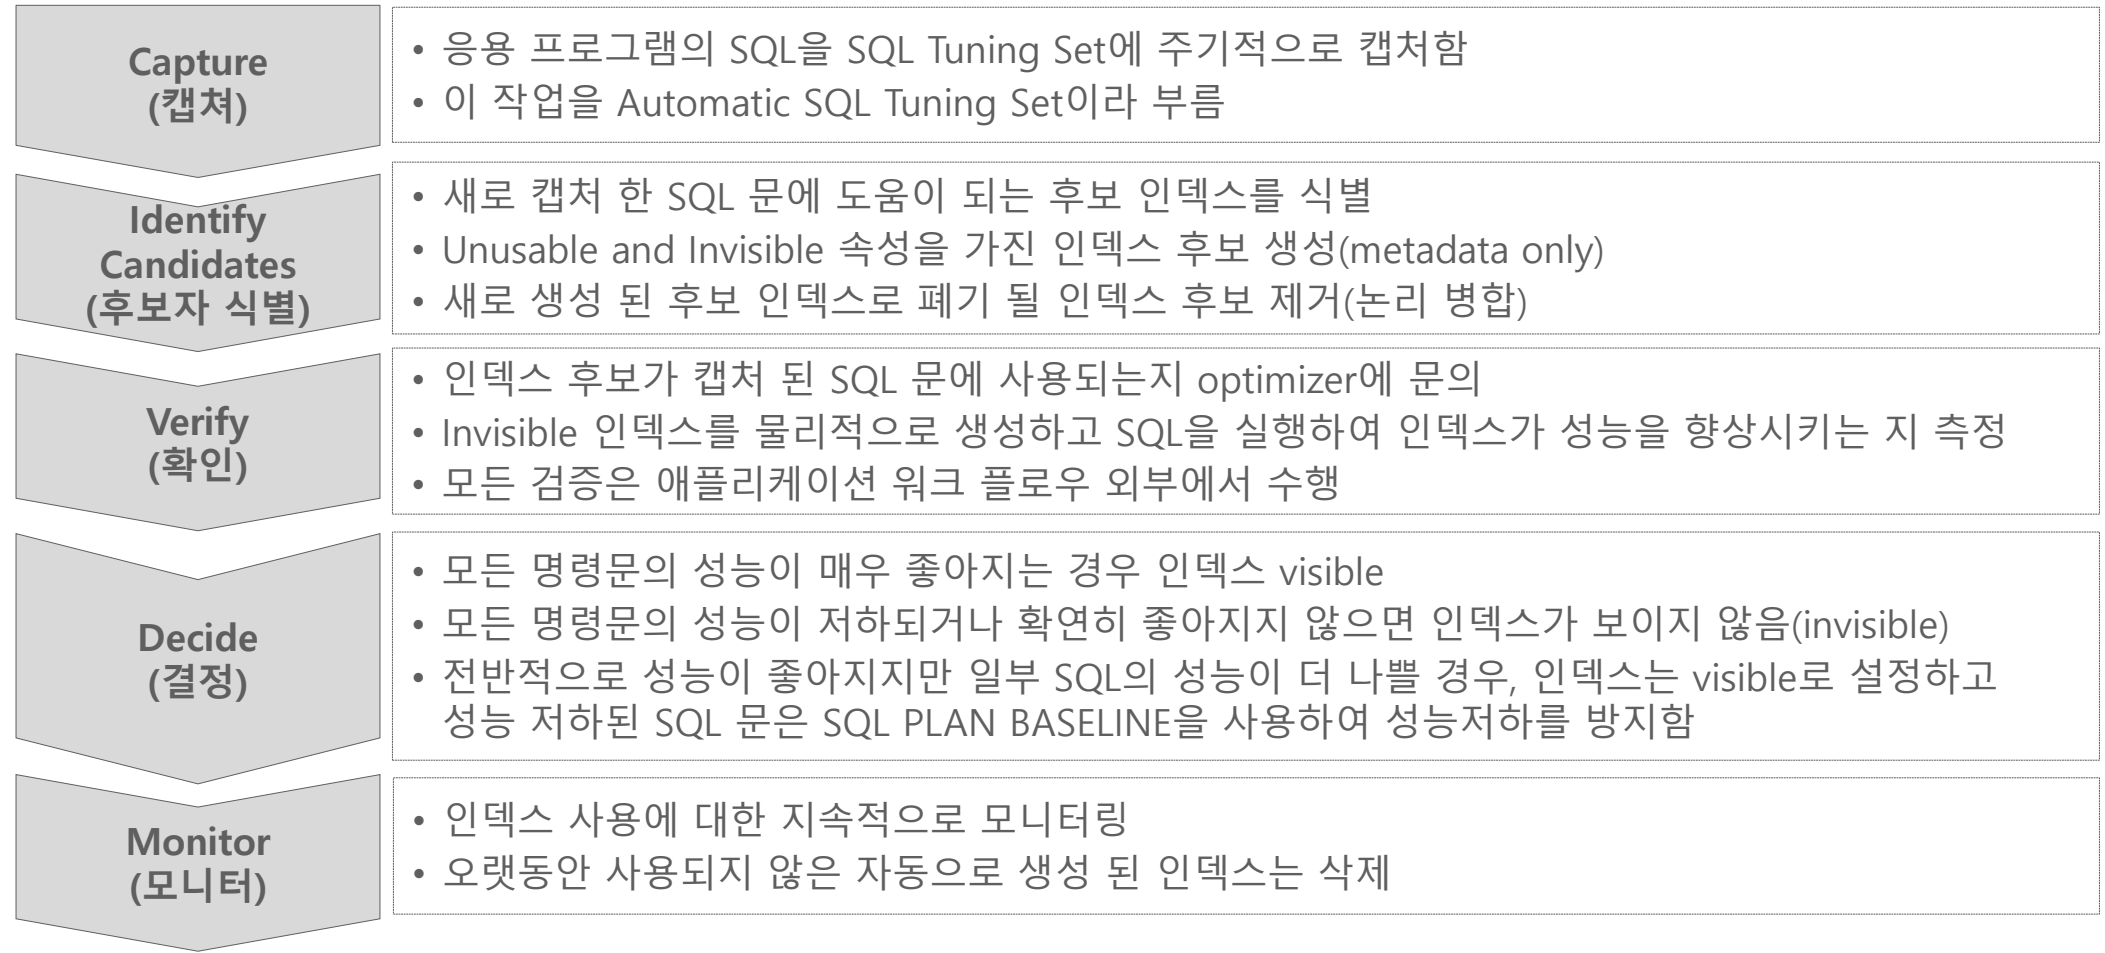 Capture
(캡쳐)
• 응용 프로그램의 SQL을 SQL Tuning Set에 주기적으로 캡처함
• 이 작업을 Automatic SQL Tuning Set이라 부름
Identify
Candidates
(후보자 식별)
• 새로 캡처 한 SQL 문에 도움이 되는 후보 인덱스를 식별
• Unusable and Invisible 속성을 가진 인덱스 후보 생성(metadata only)
• 새로 생성 된 후보 인덱스로 폐기 될 인덱스 후보 제거(논리 병합)
Verify
(확인)
• 인덱스 후보가 캡처 된 SQL 문에 사용되는지 optimizer에 문의
• Invisible 인덱스를 물리적으로 생성하고 SQL을 실행하여 인덱스가 성능을 향상시키는 지 측정
• 모든 검증은 애플리케이션 워크 플로우 외부에서 수행
Decide
(결정)
• 모든 명령문의 성능이 매우 좋아지는 경우 인덱스 visible
• 모든 명령문의 성능이 저하되거나 확연히 좋아지지 않으면 인덱스가 보이지 않음(invisible)
• 전반적으로 성능이 좋아지지만 일부 SQL의 성능이 더 나쁠 경우, 인덱스는 visible로 설정하고
성능 저하된 SQL 문은 SQL PLAN BASELINE을 사용하여 성능저하를 방지함
Monitor
(모니터)
• 인덱스 사용에 대한 지속적으로 모니터링
• 오랫동안 사용되지 않은 자동으로 생성 된 인덱스는 삭제